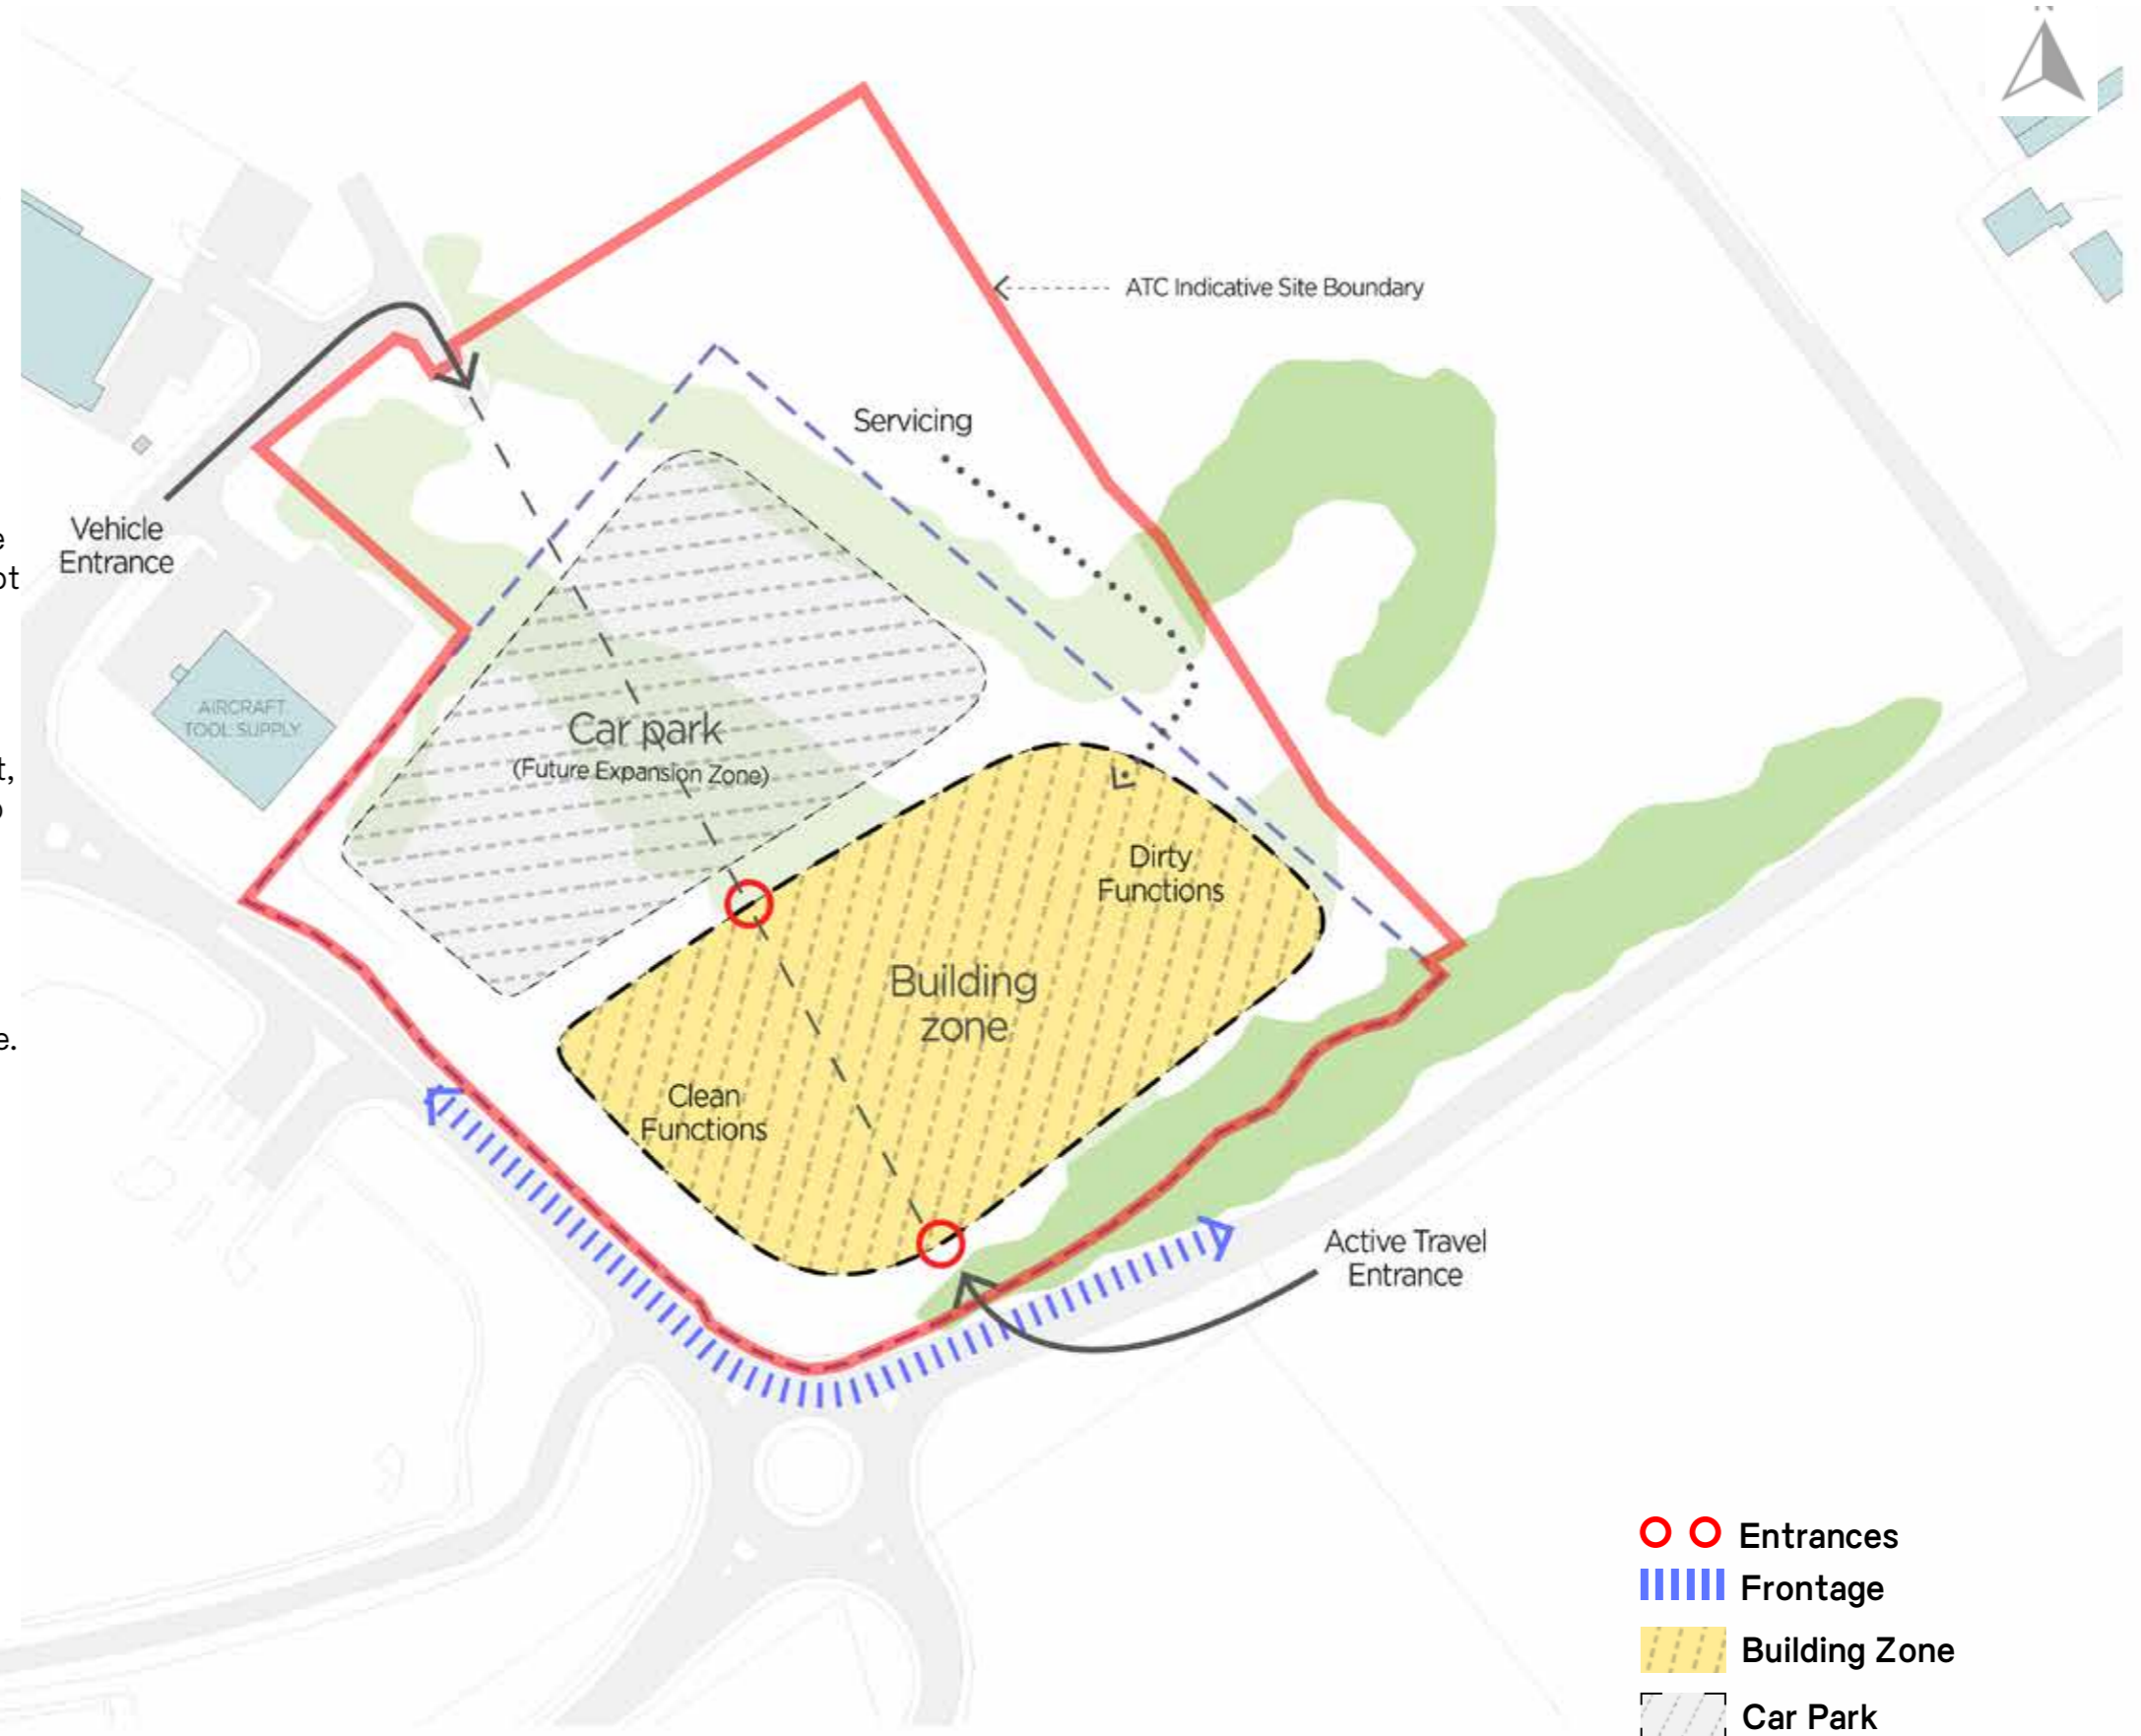 N
ATC Indicative Site Boundary
Servicing
Vehicle
Entrance
e
ot
AIRCRAFT
TOOL SUPPLY
Car park
(Future Expansion Zone)
t,
o
Dirty
Functions
Building
zone
e.
Clean
Functions
Active Travel
Entrance
Entrances
Frontage
Building Zone
Car Park